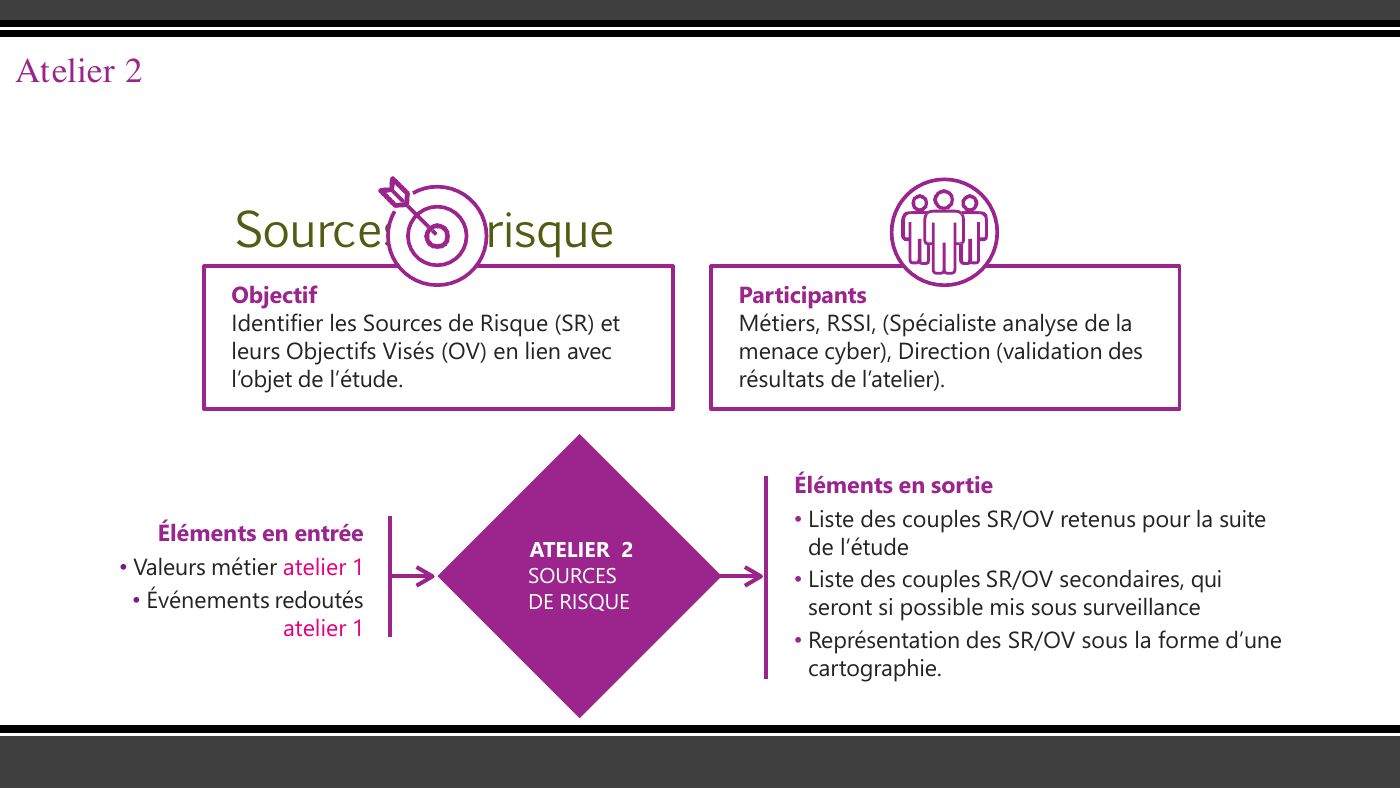 Atelier 2
Sources risque
Objectif
Identifier les Sources de Risque (SR) et
leurs Objectifs Visés (OV) en lien avec
l’objet de l’étude.
Participants
Métiers, RSSI, (Spécialiste analyse de la
menace cyber), Direction (validation des
résultats de l’atelier).
Éléments en entrée
• Valeurs métier atelier 1
• Événements redoutés
atelier 1
ATELIER 2
SOURCES
DE RISQUE
Éléments en sortie
• Liste des couples SR/OV retenus pour la suite
de l’étude
• Liste des couples SR/OV secondaires, qui
seront si possible mis sous surveillance
• Représentation des SR/OV sous la forme d’une
cartographie.